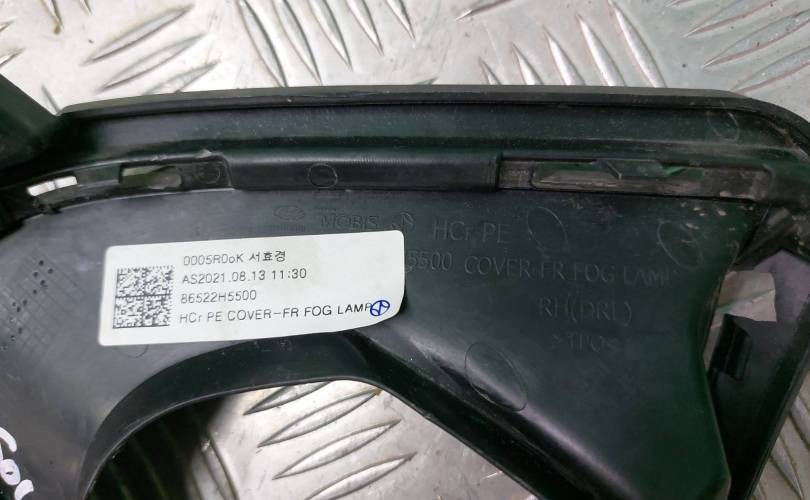 MOBIS HCr PE
5500 COVER-FR FOG LAMP
RH(DRL)
>TPO<
0005R0oK 서효경
AS2021.08.13 11:30
86522H5500
HCr PE COVER-FR FOG LAMP